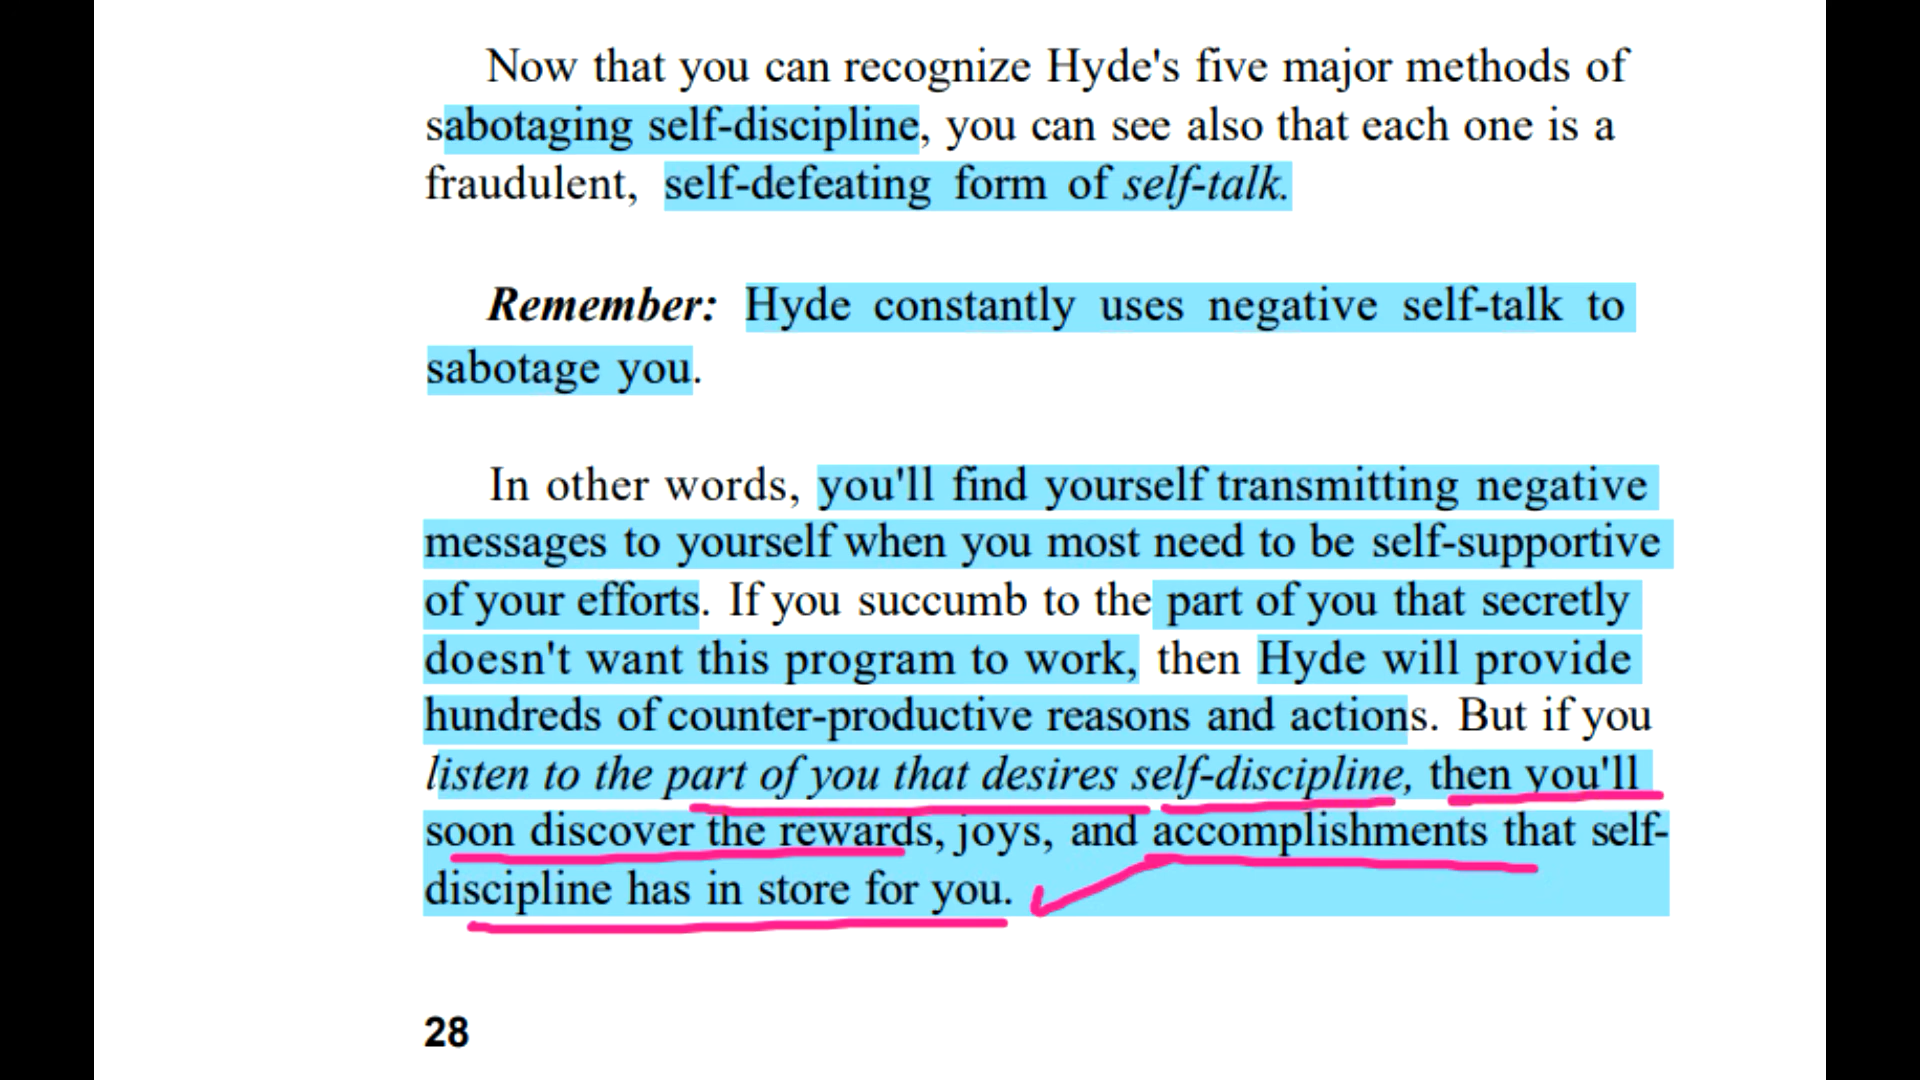 Now that you can recognize Hyde's five major methods of
sabotaging self-discipline, you can see also that each one is a
fraudulent, self-defeating form of self-talk.
Remember: Hyde constantly uses negative self-talk to
sabotage you.
In other words, you'll find yourself transmitting negative
messages to yourself when you most need to be self-supportive
of your efforts. If you succumb to the part of you that secretly
doesn't want this program to work, then Hyde will provide
hundreds of counter-productive reasons and actions. But if you
listen to the part of you that desires self-discipline, then you'll
soon discover the rewards, joys, and accomplishments that self-
discipline has in store for you.
28